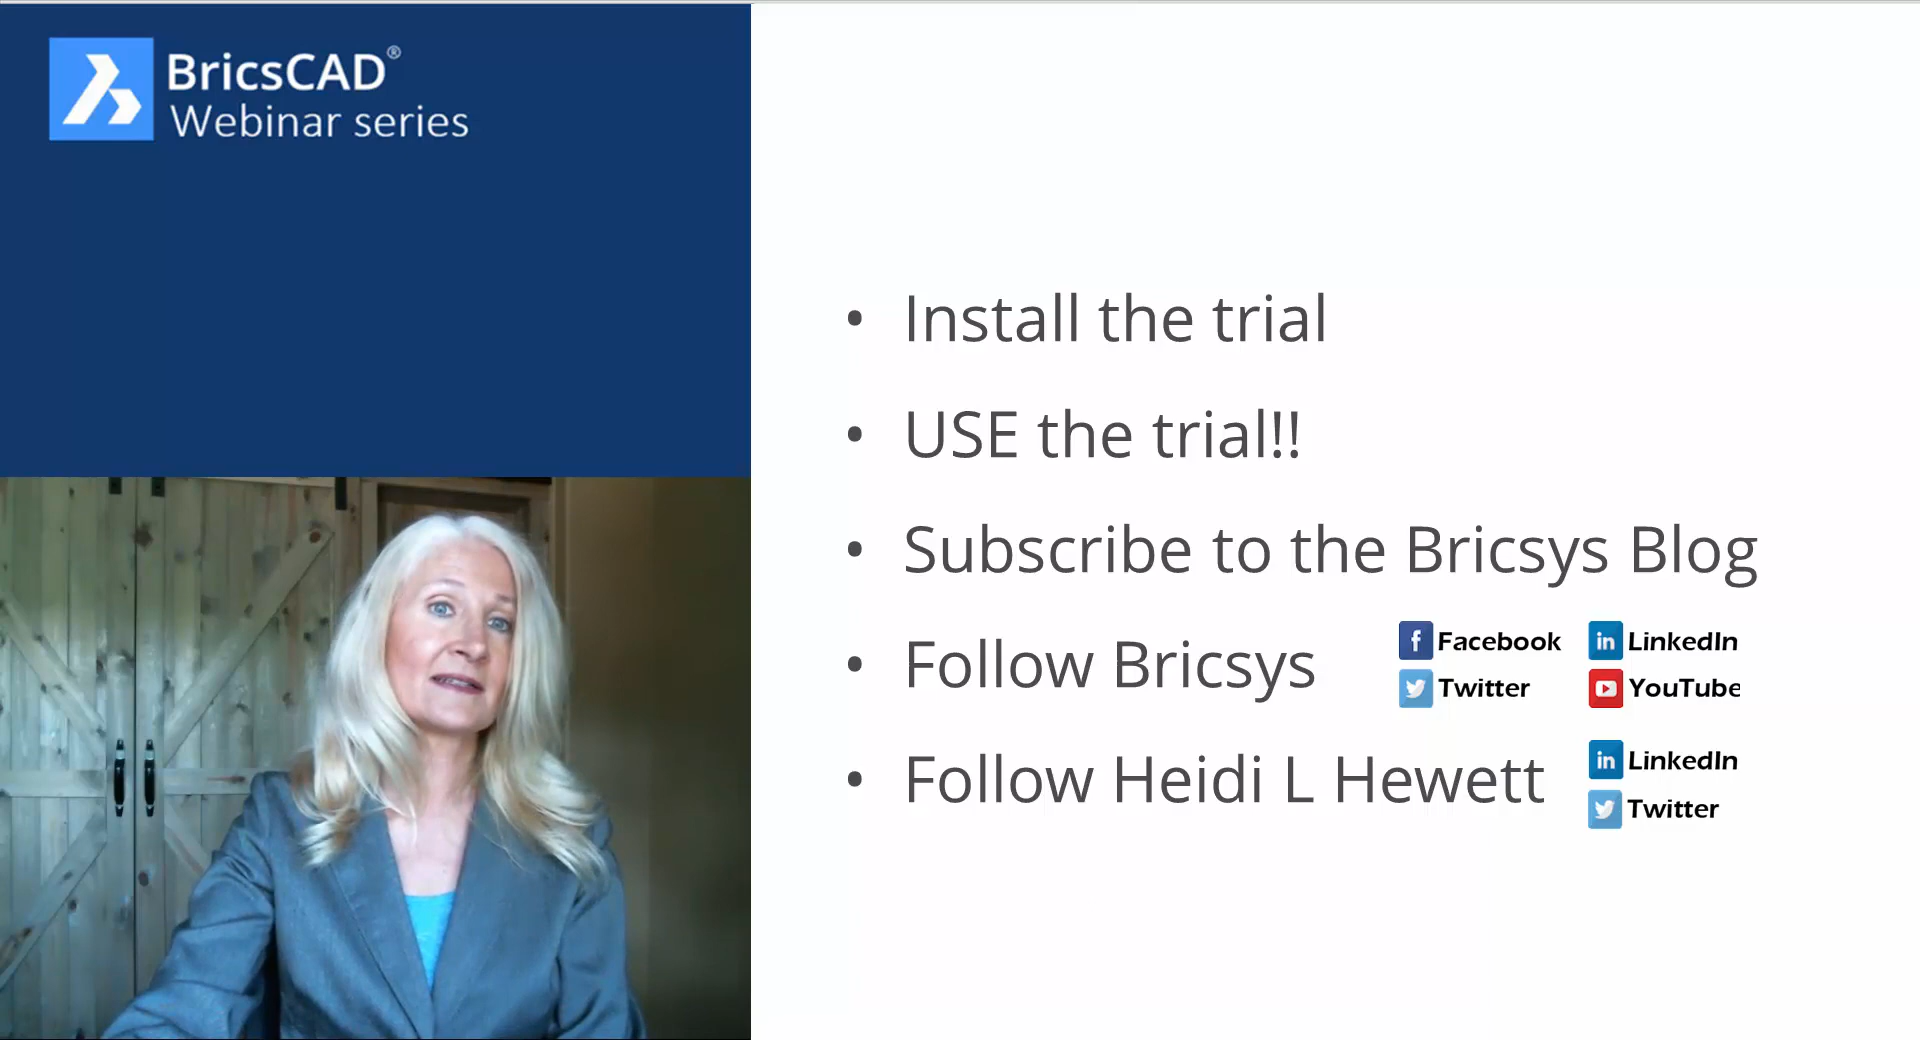 BricsCAD®
Webinar series
• Install the trial
• USE the trial!!
• Subscribe to the Bricsys Blog
• Follow Bricsys
Facebook
LinkedIn
Twitter
YouTube
• Follow Heidi L Hewett
LinkedIn
Twitter